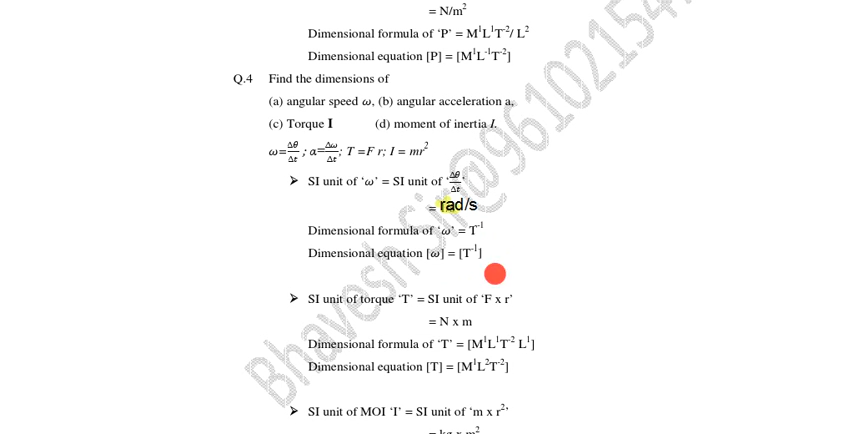 = N/m²
Dimensional formula of ‘P’ = M¹L¹T⁻²/ L²
Dimensional equation [P] = [M¹L⁻¹T⁻²]
Q.4 Find the dimensions of
(a) angular speed ω, (b) angular acceleration a,
(c) Torque I (d) moment of inertia I.
ω=Δθ/Δt ; α=Δω/Δt; T =F r; I = mr²
➢ SI unit of ‘ω’ = SI unit of ‘Δθ/Δt’
= rad/s
Dimensional formula of ‘ω’ = T⁻¹
Dimensional equation [ω] = [T⁻¹]
➢ SI unit of torque ‘T’ = SI unit of ‘F x r’
= N x m
Dimensional formula of ‘T’ = [M¹L¹T⁻² L¹]
Dimensional equation [T] = [M¹L²T⁻²]
➢ SI unit of MOI ‘I’ = SI unit of ‘m x r²’
= kg x m²
Bhavesh Sir@96102154